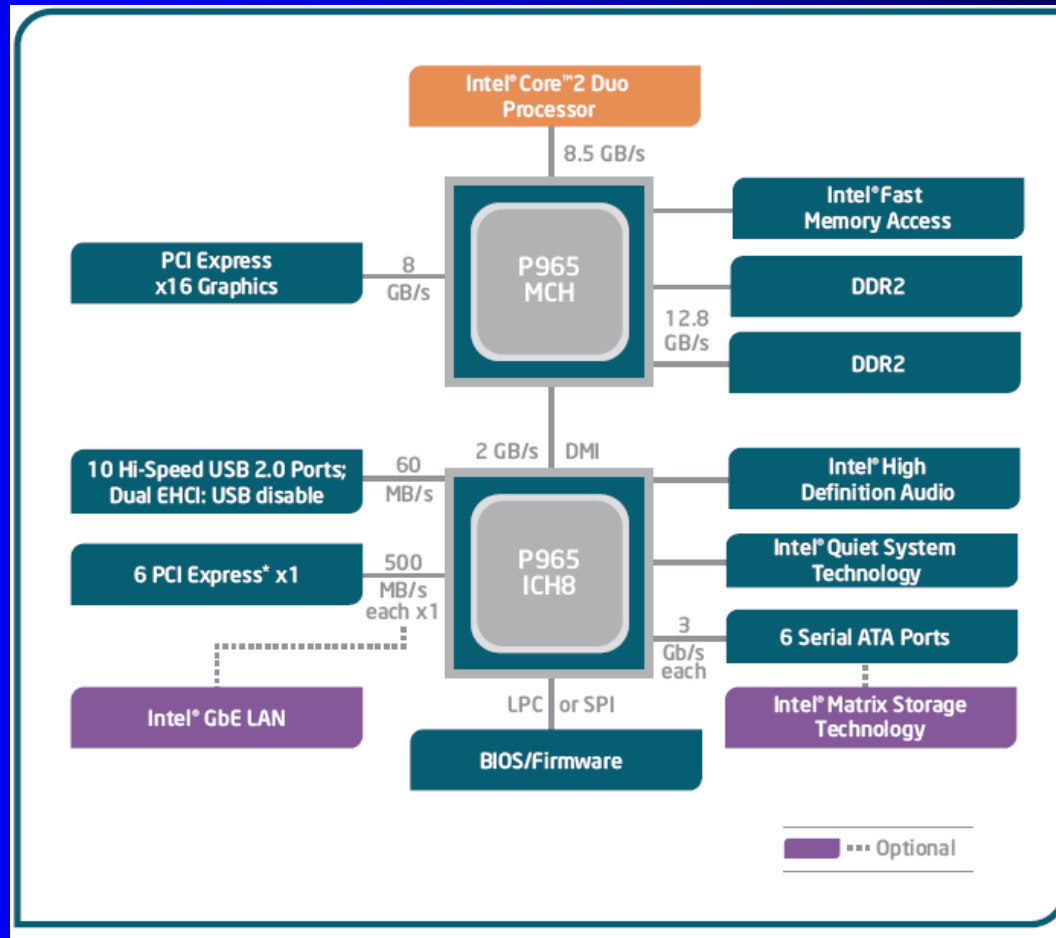 Intel® Core™2 Duo
Processor
8.5 GB/s
P965
MCH
PCI Express
x16 Graphics
8
GB/s
Intel® Fast
Memory Access
DDR2
12.8
GB/s
DDR2
2 GB/s DMI
10 Hi-Speed USB 2.0 Ports;
Dual EHCI: USB disable
60
MB/s
Intel® High
Definition Audio
P965
ICH8
6 PCI Express* x1
500
MB/s
each x1
Intel® Quiet System
Technology
3
Gb/s
each
6 Serial ATA Ports
Intel® GbE LAN
Intel® Matrix Storage
Technology
LPC or SPI
BIOS/Firmware
Optional